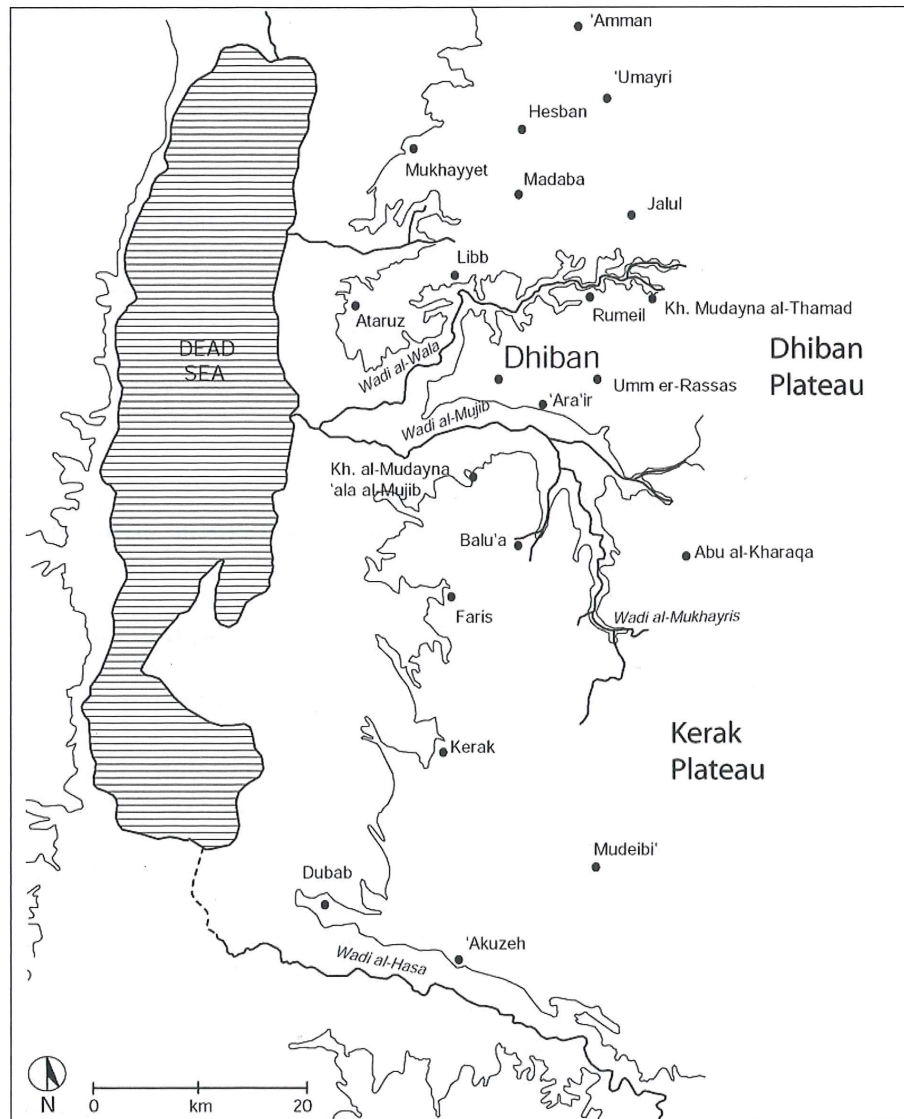 'Amman
'Umayri
Hesban
Mukhayyet
Madaba
Jalul
Libb
Ataruz
Rumeil
Kh. Mudayna al-Thamad
DEAD
SEA
Wadi al-Wala
Dhiban
Dhiban
Plateau
Umm er-Rassas
'Ara'ir
Wadi al-Mujib
Kh. al-Mudayna
'ala al-Mujib
Balu'a
Abu al-Kharaqa
Faris
Wadi al-Mukhayris
Kerak
Kerak
Plateau
Mudeibi'
Dubab
'Akuzeh
Wadi al-Hasa
N
0 km 20